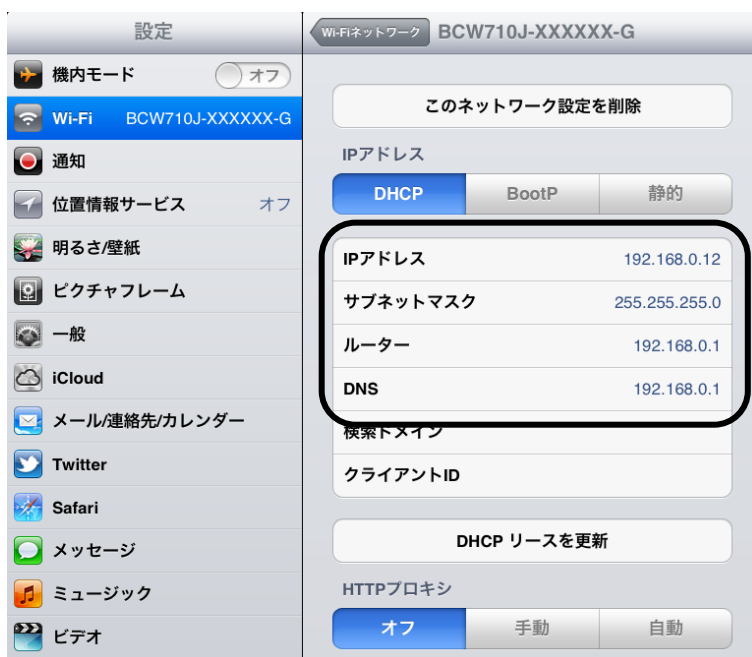 設定
機内モード オフ
Wi-Fi BCW710J-XXXXXX-G
通知
位置情報サービス オフ
明るさ/壁紙
ピクチャフレーム
一般
iCloud
メール/連絡先/カレンダー
Twitter
Safari
メッセージ
ミュージック
ビデオ
Wi-Fiネットワーク BCW710J-XXXXXX-G
このネットワーク設定を削除
IPアドレス
DHCP BootP 静的
IPアドレス 192.168.0.12
サブネットマスク 255.255.255.0
ルーター 192.168.0.1
DNS 192.168.0.1
検索ドメイン
クライアントID
DHCP リースを更新
HTTPプロキシ
オフ 手動 自動